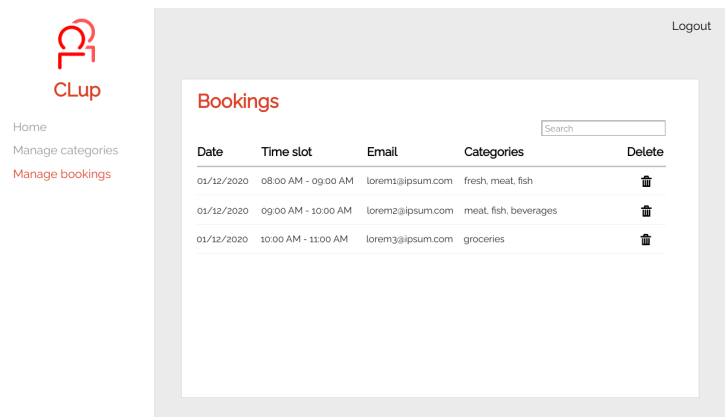 Logout
CLup
Home
Manage categories
Manage bookings
Bookings
Search
Date Time slot Email Categories Delete
01/12/2020 08:00 AM - 09:00 AM lorem1@ipsum.com fresh, meat, fish
01/12/2020 09:00 AM - 10:00 AM lorem2@ipsum.com meat, fish, beverages
01/12/2020 10:00 AM - 11:00 AM lorem3@ipsum.com groceries